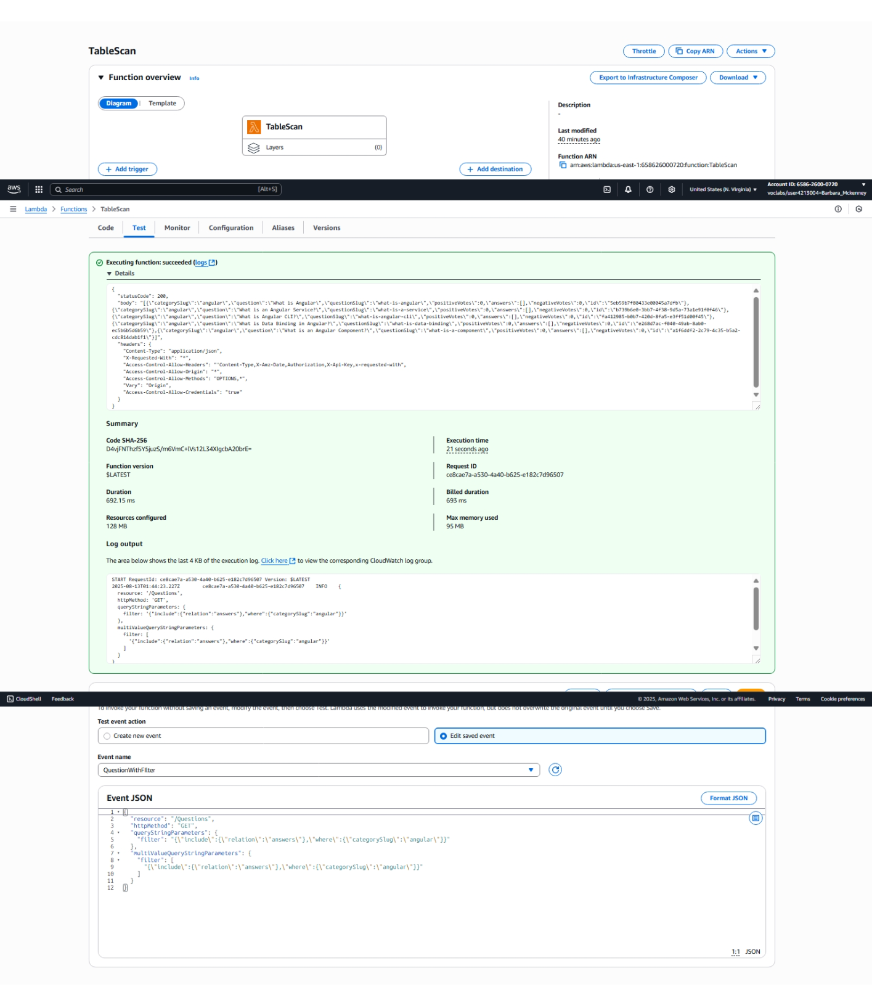 TableScan
Throttle
Copy ARN
Actions
Function overview
Info
Export to Infrastructure Composer
Download
Diagram
Template
TableScan
Layers
(0)
Add trigger
Add destination
Description
-
Last modified
40 minutes ago
Function ARN
arn:aws:lambda:us-east-1:658626000720:function:TableScan
aws
Search
[Alt+S]
United States (N. Virginia)
Account ID: 6586-2600-0720
voclabs/user4213004=Barbara_Mckenney
Lambda
Functions
TableScan
Code
Test
Monitor
Configuration
Aliases
Versions
Executing function: succeeded (logs)
Details
{
"statusCode": 200,
"body": "[{\"categorySlug\":\"angular\",\"question\":\"What is Angular\",\"questionSlug\":\"what-is-angular\",\"positiveVotes\":0,\"answers\":[],\"negativeVotes\":0,\"id\":\"5eb59b7f80433e00045a7dfb\"},
{\"categorySlug\":\"angular\",\"question\":\"What is an Angular Service?\",\"questionSlug\":\"what-is-a-service\",\"positiveVotes\":0,\"answers\":[],\"negativeVotes\":0,\"id\":\"b739b6e0-3bb7-4f38-9d5a-73a1e91f0f46\"},
{\"categorySlug\":\"angular\",\"question\":\"What is Angular CLI?\",\"questionSlug\":\"what-is-angular-cli\",\"positiveVotes\":0,\"answers\":[],\"negativeVotes\":0,\"id\":\"fa412985-b0b7-420d-8fa5-e3ff51d00f45\"},
{\"categorySlug\":\"angular\",\"question\":\"What is Data Binding in Angular?\",\"questionSlug\":\"what-is-data-binding\",\"positiveVotes\":0,\"answers\":[],\"negativeVotes\":0,\"id\":\"e268d7ac-f040-49ab-8ab0-
ec5b6b5d6b59\"},{\"categorySlug\":\"angular\",\"question\":\"What is an Angular Component?\",\"questionSlug\":\"what-is-a-component\",\"positiveVotes\":0,\"answers\":[],\"negativeVotes\":0,\"id\":\"a1f6ddf2-2c79-4c35-b5a2-
cdc814dab1f1\"}]",
"headers": {
"Content-Type": "application/json",
"X-Requested-With": "*",
"Access-Control-Allow-Headers": "'Content-Type,X-Amz-Date,Authorization,X-Api-Key,x-requested-with",
"Access-Control-Allow-Origin": "*",
"Access-Control-Allow-Methods": "OPTIONS,*",
"Vary": "Origin",
"Access-Control-Allow-Credentials": "true"
}
}
Summary
Code SHA-256
D4vjFNThzf5Y5juzS/m6VmC+lVs12L34XIgcbA20brE=
Execution time
21 seconds ago
Function version
$LATEST
Request ID
ce8cae7a-a530-4a40-b625-e182c7d96507
Duration
692.15 ms
Billed duration
693 ms
Resources configured
128 MB
Max memory used
95 MB
Log output
The area below shows the last 4 KB of the execution log. Click here to view the corresponding CloudWatch log group.
START RequestId: ce8cae7a-a530-4a40-b625-e182c7d96507 Version: $LATEST
2025-08-13T01:44:23.227Z ce8cae7a-a530-4a40-b625-e182c7d96507 INFO {
resource: '/Questions',
httpMethod: 'GET',
queryStringParameters: {
filter: '{"include":{"relation":"answers"},"where":{"categorySlug":"angular"}}'
},
multiValueQueryStringParameters: {
filter: [
'{"include":{"relation":"answers"},"where":{"categorySlug":"angular"}}'
]
}
}
CloudShell
Feedback
© 2025, Amazon Web Services, Inc. or its affiliates.
Privacy
Terms
Cookie preferences
To invoke your function without saving an event, modify the event, then choose Test. Lambda uses the modified event to invoke your function, but does not overwrite the original event until you choose Save.
Test event action
Create new event
Edit saved event
Event name
QuestionWithFIlter
Event JSON
Format JSON
1 {
2 "resource": "/Questions",
3 "httpMethod": "GET",
4 "queryStringParameters": {
5 "filter": "{\"include\":{\"relation\":\"answers\"},\"where\":{\"categorySlug\":\"angular\"}}"
6 },
7 "multiValueQueryStringParameters": {
8 "filter": [
9 "{\"include\":{\"relation\":\"answers\"},\"where\":{\"categorySlug\":\"angular\"}}"
10 ]
11 }
12 }
1:1 JSON